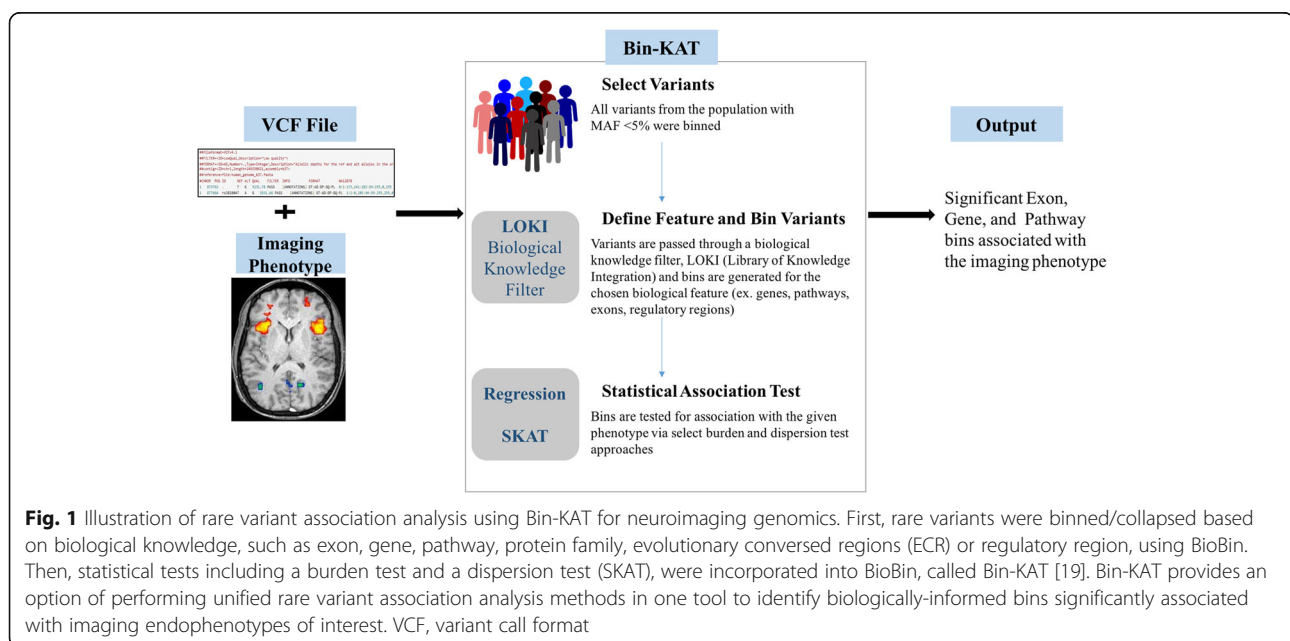 Bin-KAT
VCF File
Imaging
Phenotype
Select Variants
All variants from the population with
MAF <5% were binned
LOKI
Biological
Knowledge
Filter
Define Feature and Bin Variants
Variants are passed through a biological
knowledge filter, LOKI (Library of Knowledge
Integration) and bins are generated for the
chosen biological feature (ex. genes, pathways,
exons, regulatory regions)
Regression
SKAT
Statistical Association Test
Bins are tested for association with the given
phenotype via select burden and dispersion test
approaches
Output
Significant Exon,
Gene, and Pathway
bins associated with
the imaging phenotype
Fig. 1 Illustration of rare variant association analysis using Bin-KAT for neuroimaging genomics. First, rare variants were binned/collapsed based
on biological knowledge, such as exon, gene, pathway, protein family, evolutionary conversed regions (ECR) or regulatory region, using BioBin.
Then, statistical tests including a burden test and a dispersion test (SKAT), were incorporated into BioBin, called Bin-KAT [19]. Bin-KAT provides an
option of performing unified rare variant association analysis methods in one tool to identify biologically-informed bins significantly associated
with imaging endophenotypes of interest. VCF, variant call format